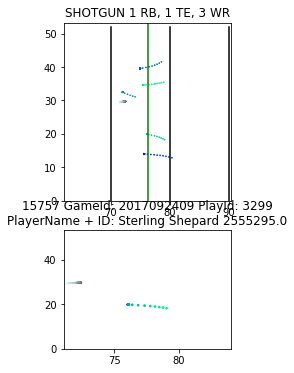 SHOTGUN 1 RB, 1 TE, 3 WR
50
40
30
20
10
0
70 80 90
15757 GameId: 2017092409 PlayId: 3299
PlayerName + ID: Sterling Shepard 2555295.0
40
20
0
75 80